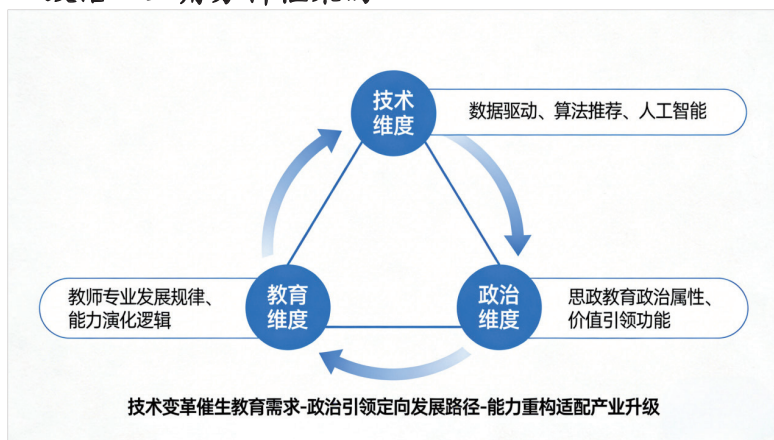 技术
维度
数据驱动、算法推荐、人工智能
教师专业发展规律、
能力演化逻辑
教育
维度
政治
维度
思政教育政治属性、
价值引领功能
技术变革催生教育需求-政治引领定向发展路径-能力重构适配产业升级